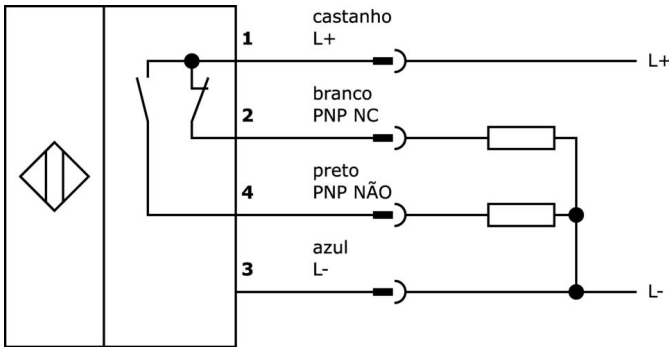 castanho
1 L+ L+
branco
2 PNP NC
preto
4 PNP NÃO
azul
3 L- L-